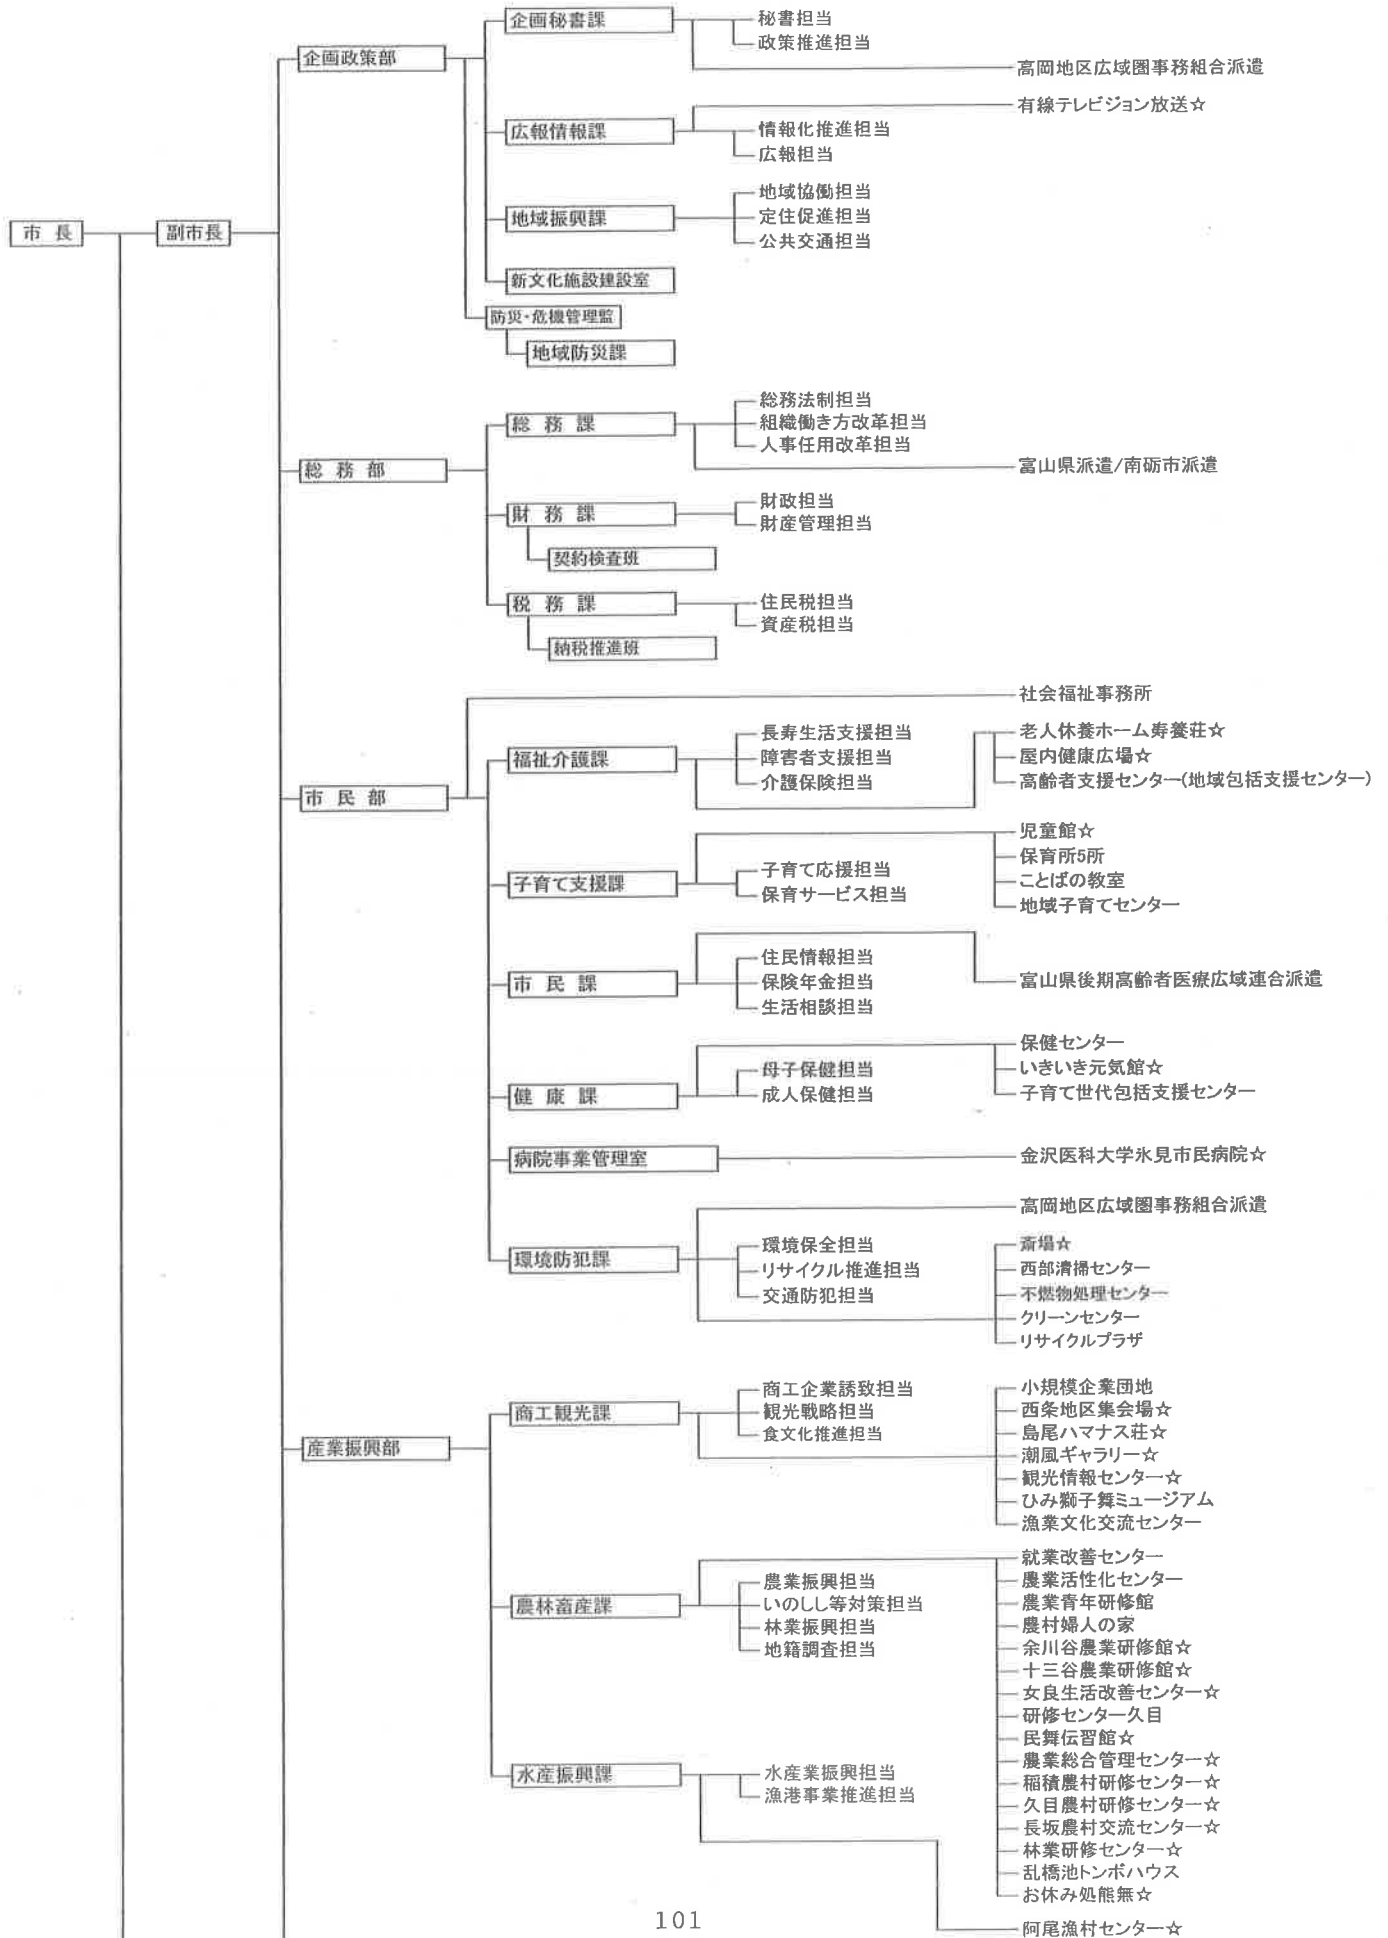 市長
副市長
企画政策部
企画秘書課
秘書担当
政策推進担当
高岡地区広域圏事務組合派遣
有線テレビジョン放送☆
広報情報課
情報化推進担当
広報担当
地域振興課
地域協働担当
定住促進担当
公共交通担当
新文化施設建設室
防災・危機管理監
地域防災課
総務部
総務課
総務法制担当
組織働き方改革担当
人事任用改革担当
富山県派遣/南砺市派遣
財務課
財政担当
財産管理担当
契約検査班
税務課
住民税担当
資産税担当
納税推進班
市民部
社会福祉事務所
福祉介護課
長寿生活支援担当
障害者支援担当
介護保険担当
老人休養ホーム寿養荘☆
屋内健康広場☆
高齢者支援センター(地域包括支援センター)
子育て支援課
子育て応援担当
保育サービス担当
児童館☆
保育所5所
ことばの教室
地域子育てセンター
市民課
住民情報担当
保険年金担当
生活相談担当
富山県後期高齢者医療広域連合派遣
健康課
母子保健担当
成人保健担当
保健センター
いきいき元気館☆
子育て世代包括支援センター
病院事業管理室
金沢医科大学氷見市民病院☆
環境防犯課
環境保全担当
リサイクル推進担当
交通防犯担当
高岡地区広域圏事務組合派遣
斎場☆
西部清掃センター
不燃物処理センター
クリーンセンター
リサイクルプラザ
産業振興部
商工観光課
商工企業誘致担当
観光戦略担当
食文化推進担当
小規模企業団地
西条地区集会場☆
島尾ハマナス荘☆
潮風ギャラリー☆
観光情報センター☆
ひみ獅子舞ミュージアム
漁業文化交流センター
農林畜産課
農業振興担当
いのしし等対策担当
林業振興担当
地籍調査担当
就業改善センター
農業活性化センター
農業青年研修館
農村婦人の家
余川谷農業研修館☆
十三谷農業研修館☆
女良生活改善センター☆
研修センター久目
民舞伝習館☆
農業総合管理センター☆
稲積農村研修センター☆
久目農村研修センター☆
長坂農村交流センター☆
林業研修センター☆
乱橋池トンボハウス
お休み処熊無☆
水産振興課
水産業振興担当
漁港事業推進担当
阿尾漁村センター☆
101